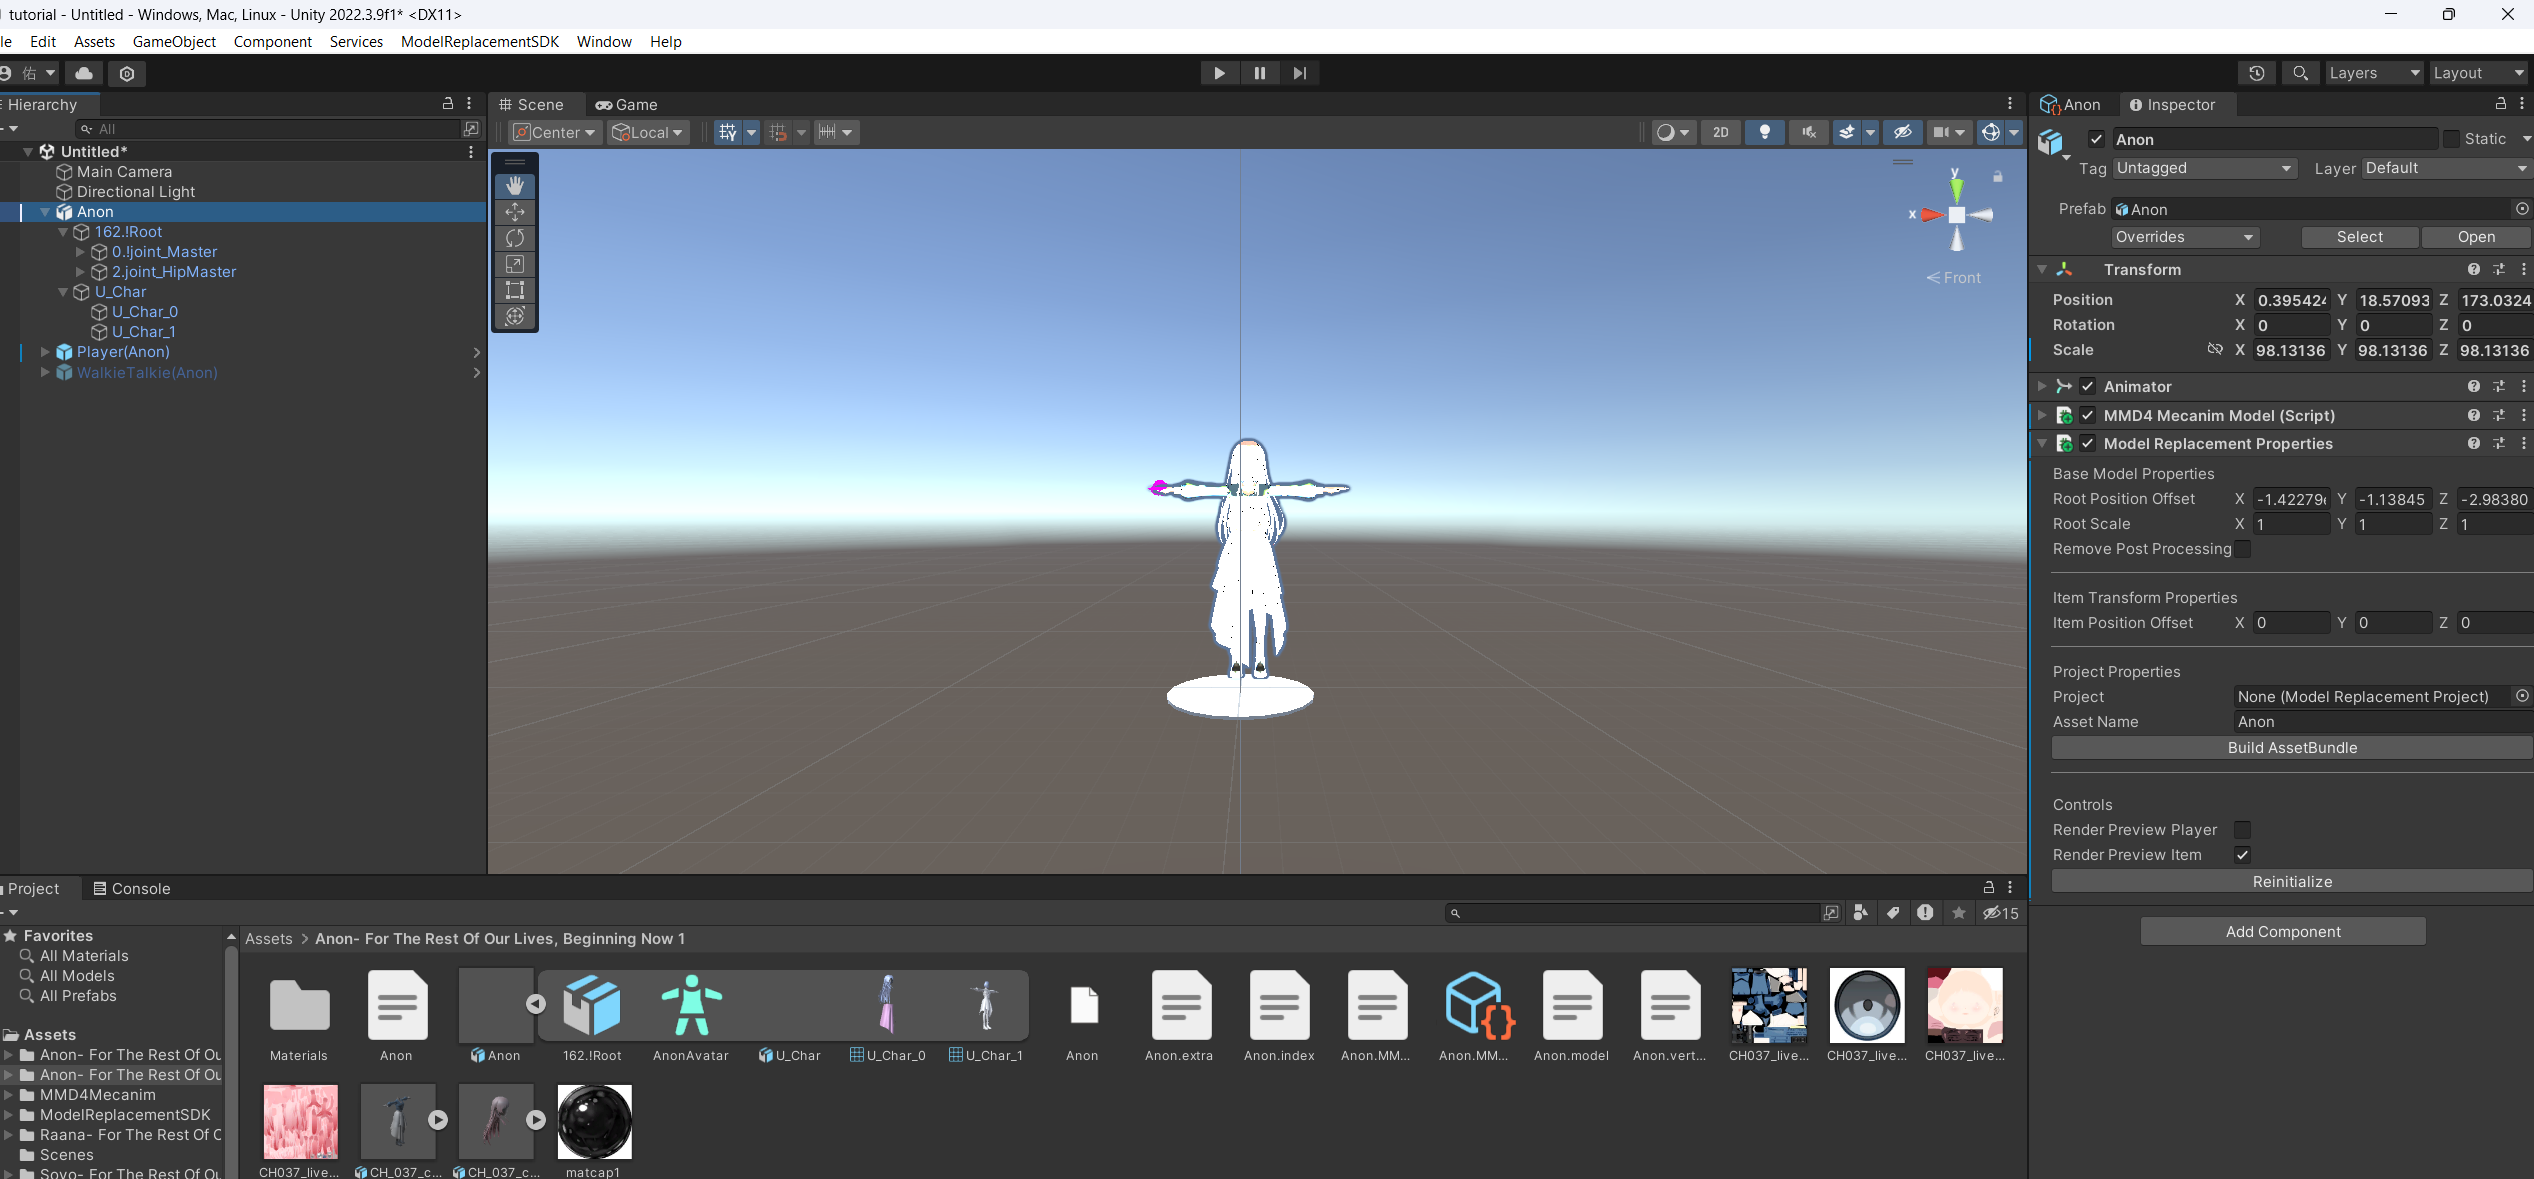 tutorial - Untitled - Windows, Mac, Linux - Unity 2022.3.9f1* <DX11>
le Edit Assets GameObject Component Services ModelReplacementSDK Window Help
佑
Layers Layout
Hierarchy
All
Untitled*
Main Camera
Directional Light
Anon
162.!Root
0.!joint_Master
2.joint_HipMaster
U_Char
U_Char_0
U_Char_1
Player(Anon)
WalkieTalkie(Anon)
Scene Game
Center Local 2D
y
x
Front
Anon Inspector
Anon Static
Tag Untagged Layer Default
Prefab Anon
Overrides Select Open
Transform
Position X 0.395424 Y 18.57093 Z 173.0324
Rotation X 0 Y 0 Z 0
Scale X 98.13136 Y 98.13136 Z 98.13136
Animator
MMD4 Mecanim Model (Script)
Model Replacement Properties
Base Model Properties
Root Position Offset X -1.42279 Y -1.13845 Z -2.98380
Root Scale X 1 Y 1 Z 1
Remove Post Processing
Item Transform Properties
Item Position Offset X 0 Y 0 Z 0
Project Properties
Project None (Model Replacement Project)
Asset Name Anon
Build AssetBundle
Controls
Render Preview Player
Render Preview Item
Reinitialize
Add Component
Project Console
15
Favorites
All Materials
All Models
All Prefabs
Assets
Anon- For The Rest Of Ou
Anon- For The Rest Of Ou
MMD4Mecanim
ModelReplacementSDK
Raana- For The Rest Of O
Scenes
Soyo- For The Rest Of Ou
Assets > Anon- For The Rest Of Our Lives, Beginning Now 1
Materials Anon Anon 162.!Root AnonAvatar U_Char U_Char_0 U_Char_1 Anon Anon.extra Anon.index Anon.MM... Anon.MM... Anon.model Anon.vert... CH037_live... CH037_live... CH037_live...
CH037_live... CH_037_c... CH_037_c... matcap1